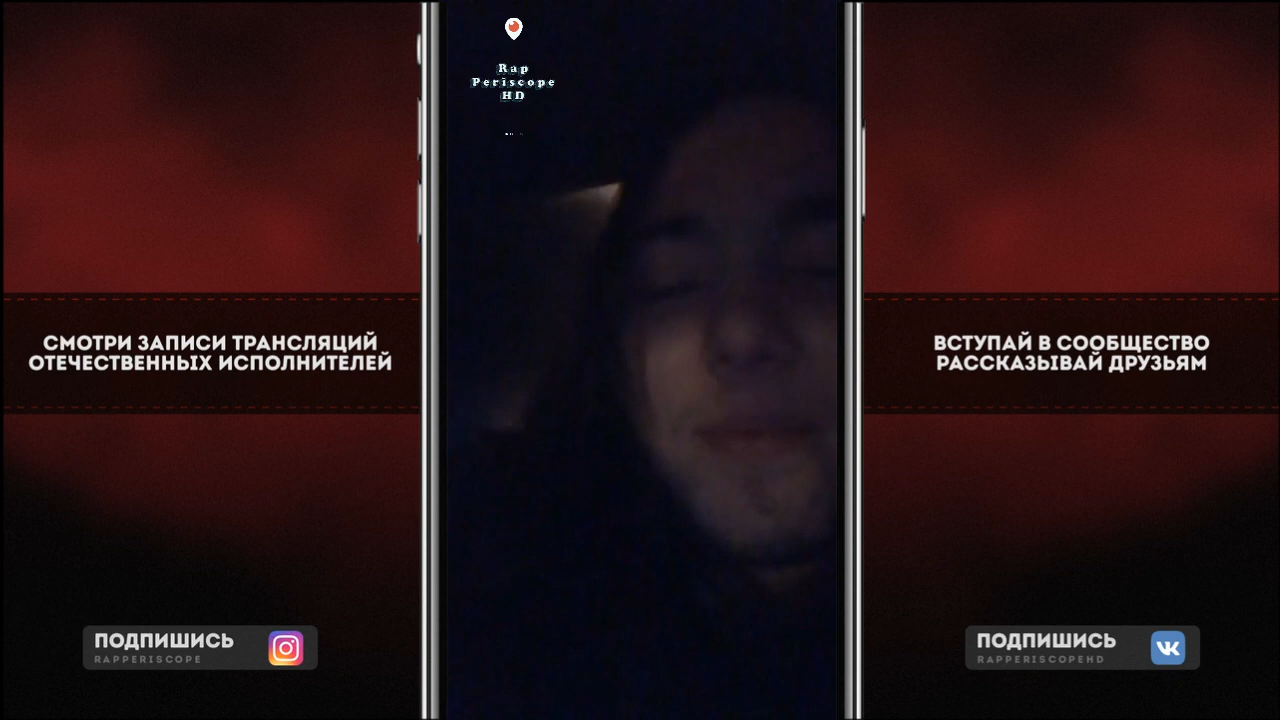 Rap
Periscope
HD
СМОТРИ ЗАПИСИ ТРАНСЛЯЦИЙ
ОТЕЧЕСТВЕННЫХ ИСПОЛНИТЕЛЕЙ
ВСТУПАЙ В СООБЩЕСТВО
РАССКАЗЫВАЙ ДРУЗЬЯМ
ПОДПИШИСЬ
RAPPERISCOPE
ПОДПИШИСЬ
RAPPERISCOPEHD